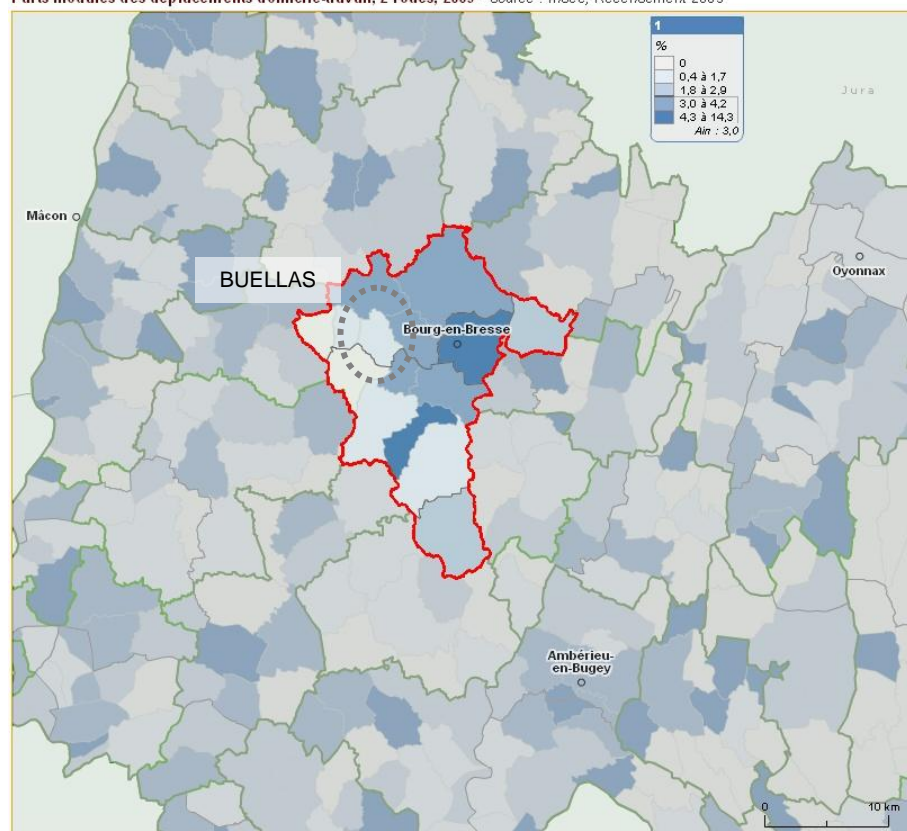 Parts modales des déplacements domicile-travail, 2 roues, 2009 - Source : Insee, Recensement 2009
1
%
0
0,4 à 1,7
1,8 à 2,9
3,0 à 4,2
4,3 à 14,3
Ain : 3,0
Jura
Mâcon
BUELLAS
Oyonnax
Bourg-en-Bresse
Ambérieu-
en-Bugey
0 10 km